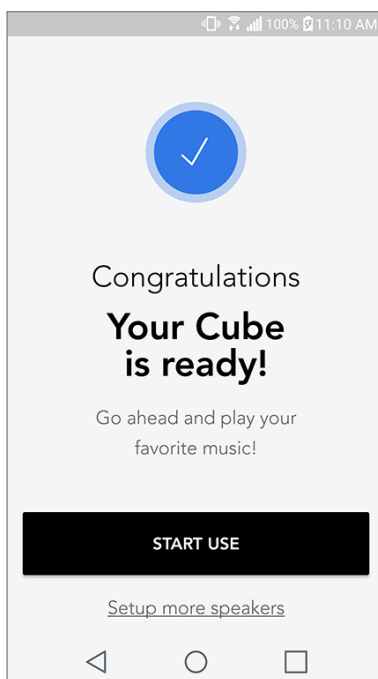 100% 11:10 AM
Congratulations
Your Cube
is ready!
Go ahead and play your
favorite music!
START USE
Setup more speakers